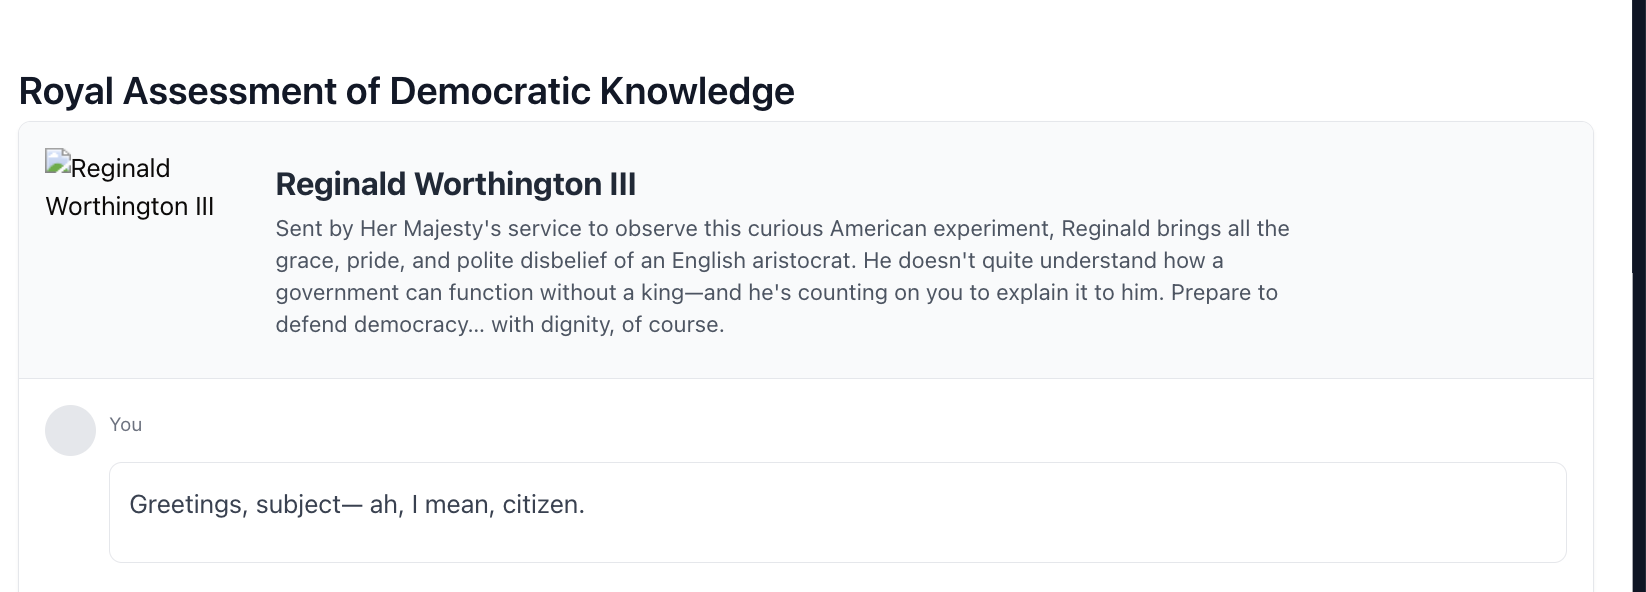 Royal Assessment of Democratic Knowledge
Reginald
Worthington III
Reginald Worthington III
Sent by Her Majesty's service to observe this curious American experiment, Reginald brings all the
grace, pride, and polite disbelief of an English aristocrat. He doesn't quite understand how a
government can function without a king—and he's counting on you to explain it to him. Prepare to
defend democracy... with dignity, of course.
You
Greetings, subject— ah, I mean, citizen.